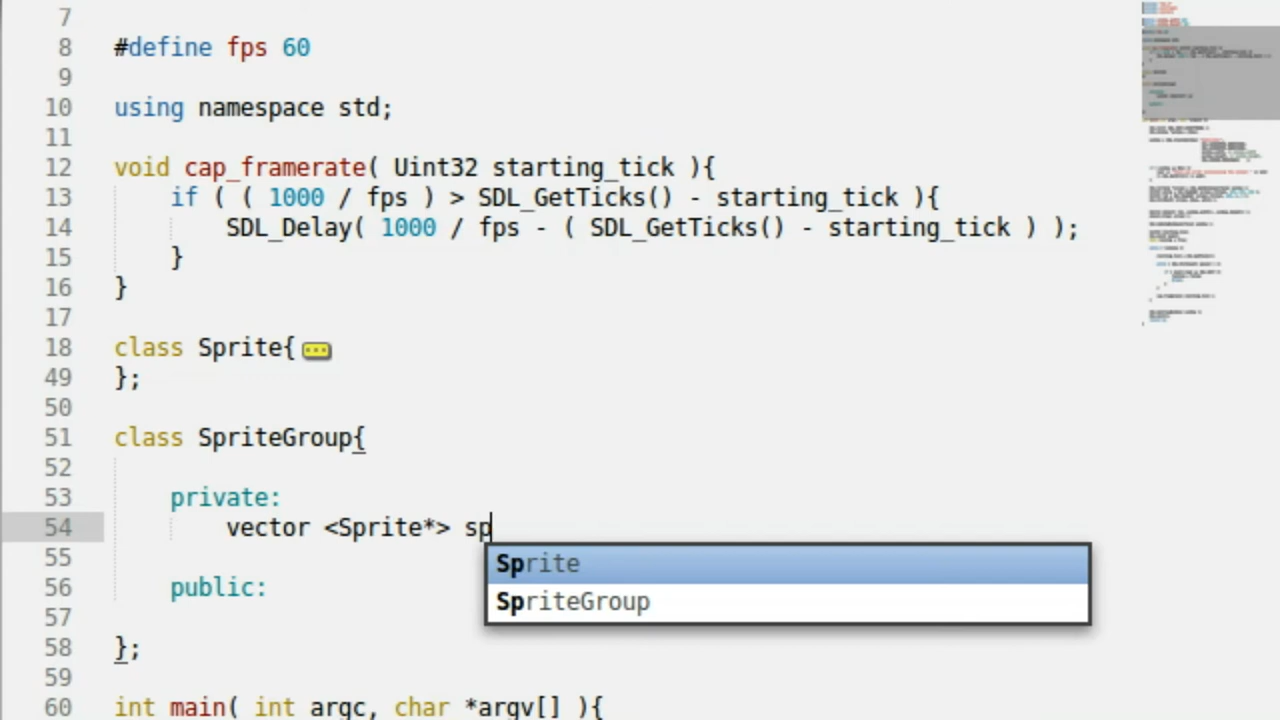 7
8 #define fps 60
9
10 using namespace std;
11
12 void cap_framerate( Uint32 starting_tick ){
13 if ( ( 1000 / fps ) > SDL_GetTicks() - starting_tick ){
14 SDL_Delay( 1000 / fps - ( SDL_GetTicks() - starting_tick ) );
15 }
16 }
17
18 class Sprite{
49 };
50
51 class SpriteGroup{
52
53 private:
54 vector <Sprite*> sp
Sprite
55
56 public:
SpriteGroup
57
58 };
59
60 int main( int argc, char *argv[] ){